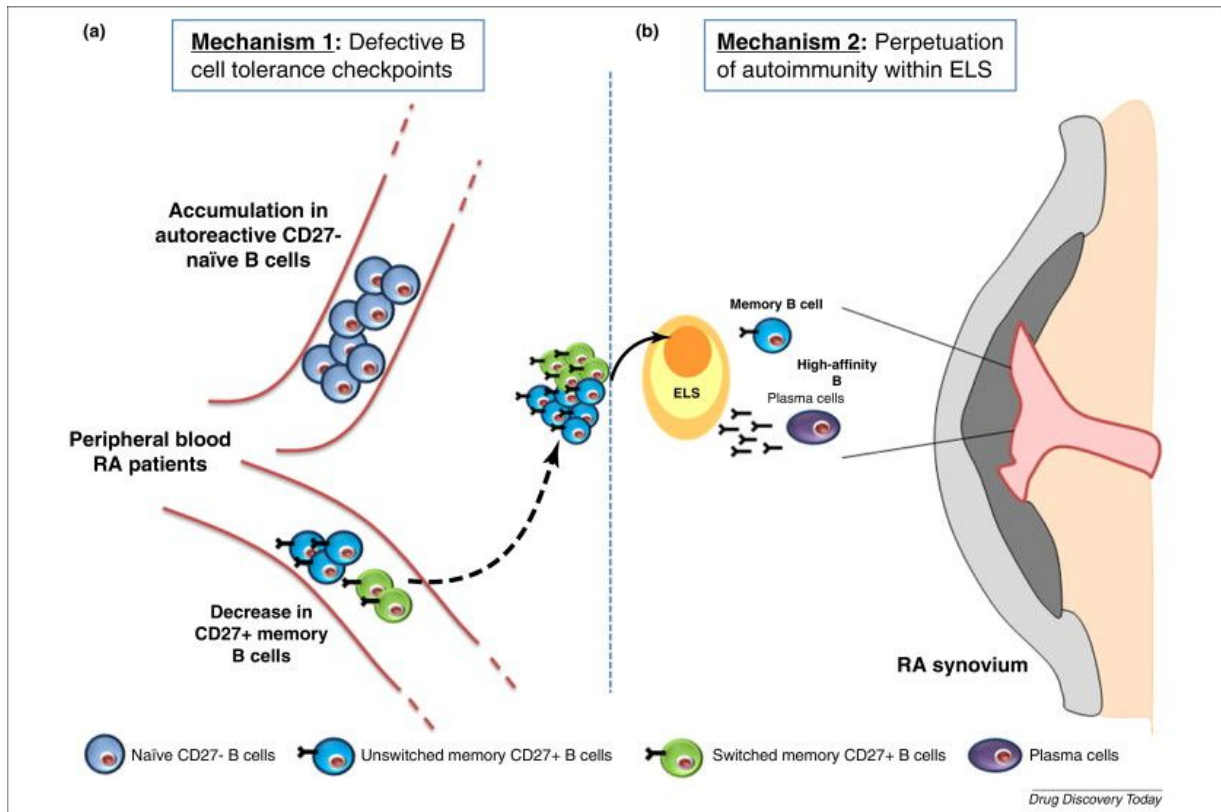 (a)
Mechanism 1: Defective B
cell tolerance checkpoints
(b)
Mechanism 2: Perpetuation
of autoimmunity within ELS
Accumulation in
autoreactive CD27-
naïve B cells
Peripheral blood
RA patients
Decrease in
CD27+ memory
B cells
Memory B cell
High-affinity
B
Plasma cells
ELS
RA synovium
Naïve CD27- B cells
Unswitched memory CD27+ B cells
Switched memory CD27+ B cells
Plasma cells
Drug Discovery Today